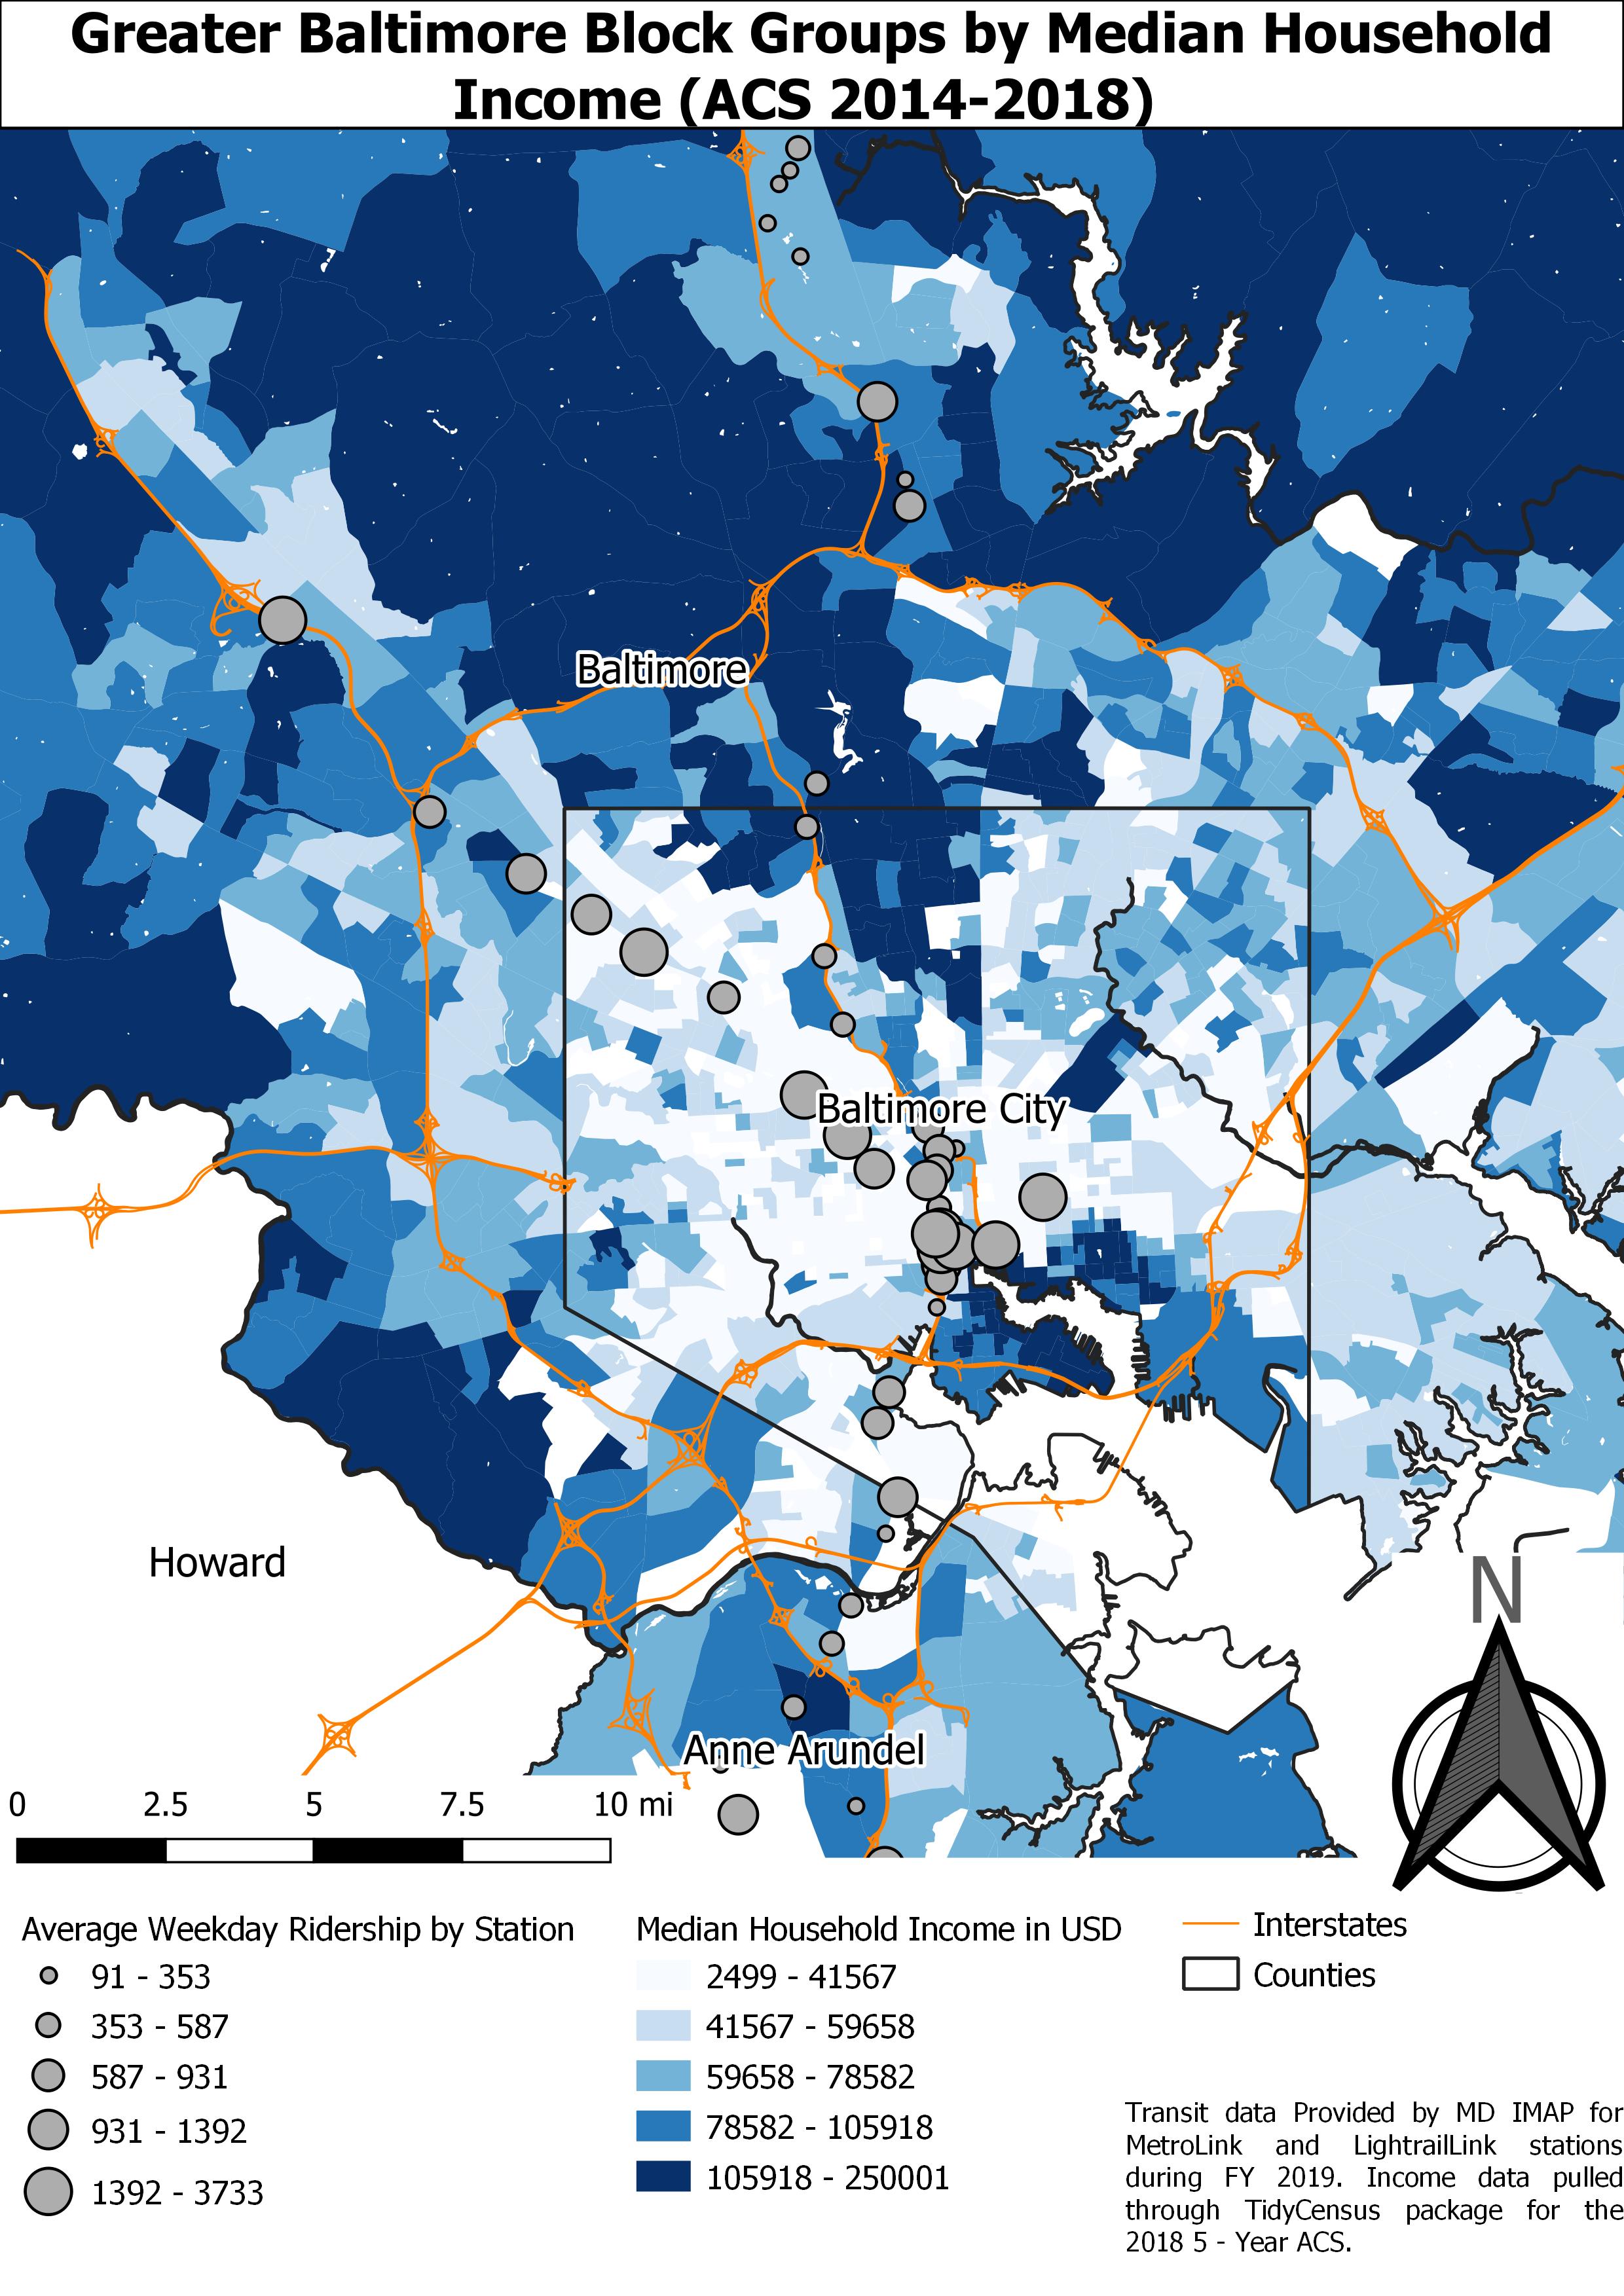 Greater Baltimore Block Groups by Median Household
Income (ACS 2014-2018)
Baltimore
Baltimore City
Howard
N
Anne Arundel
0 2.5 5 7.5 10 mi
Average Weekday Ridership by Station
91 - 353
353 - 587
587 - 931
931 - 1392
1392 - 3733
Median Household Income in USD
2499 - 41567
41567 - 59658
59658 - 78582
78582 - 105918
105918 - 250001
Interstates
Counties
Transit data Provided by MD IMAP for
MetroLink and LightrailLink stations
during FY 2019. Income data pulled
through TidyCensus package for the
2018 5 - Year ACS.